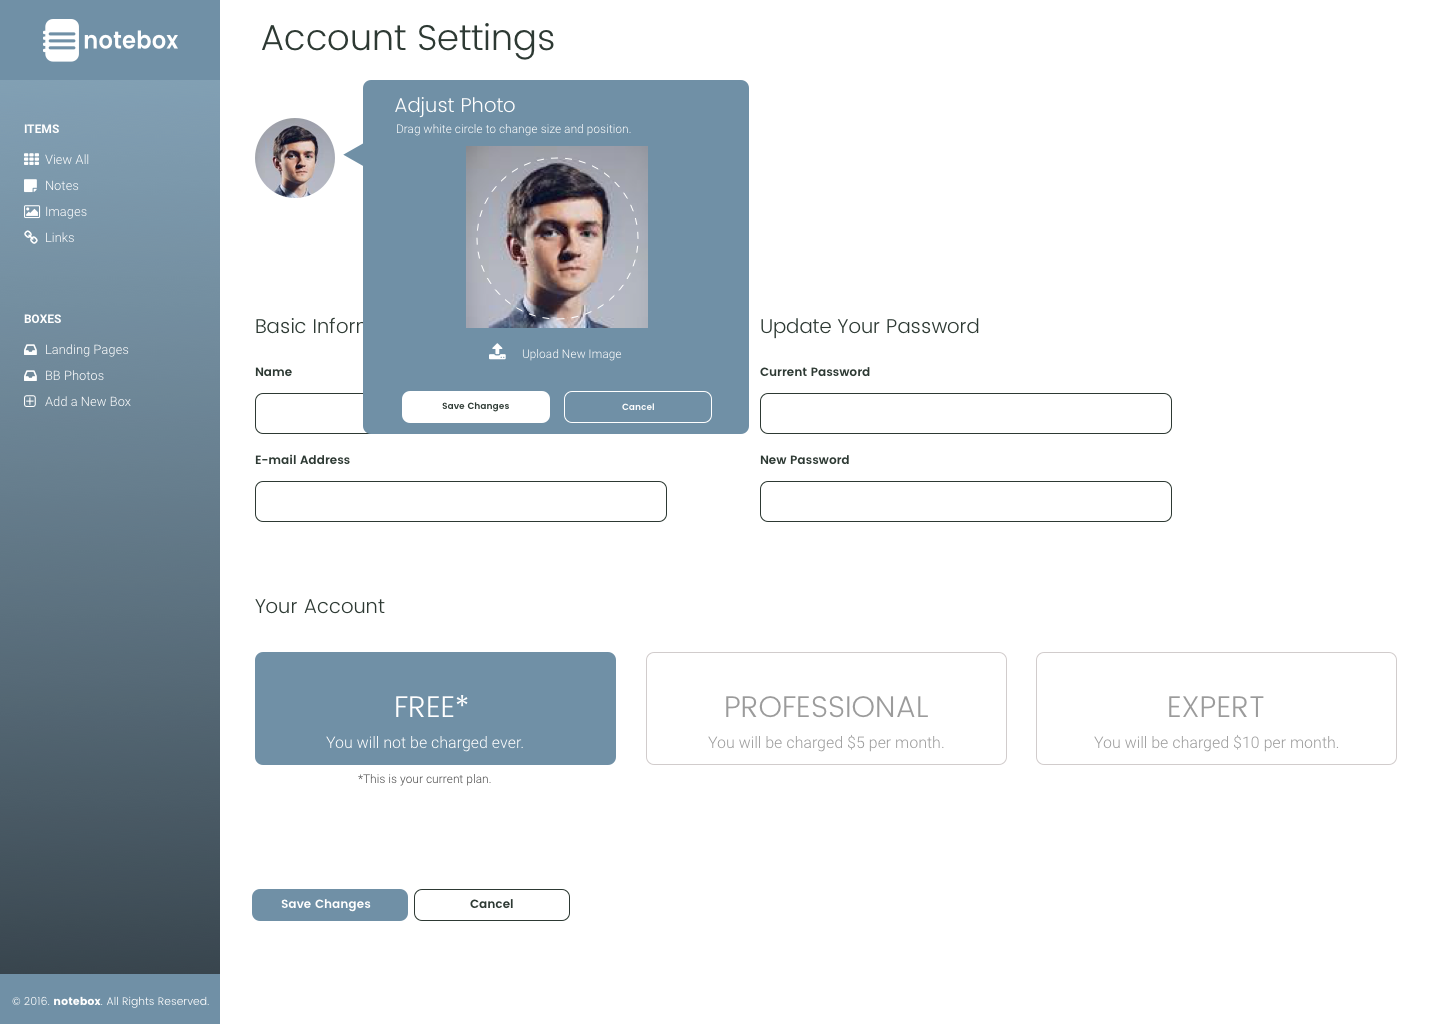 notebox
Account Settings
ITEMS
View All
Notes
Images
Links
BOXES
Landing Pages
BB Photos
Add a New Box
© 2016. notebox. All Rights Reserved.
Adjust Photo
Drag white circle to change size and position.
Upload New Image
Save Changes
Cancel
Basic Infor
Name
E-mail Address
Update Your Password
Current Password
New Password
Your Account
FREE*
You will not be charged ever.
*This is your current plan.
PROFESSIONAL
You will be charged $5 per month.
EXPERT
You will be charged $10 per month.
Save Changes
Cancel